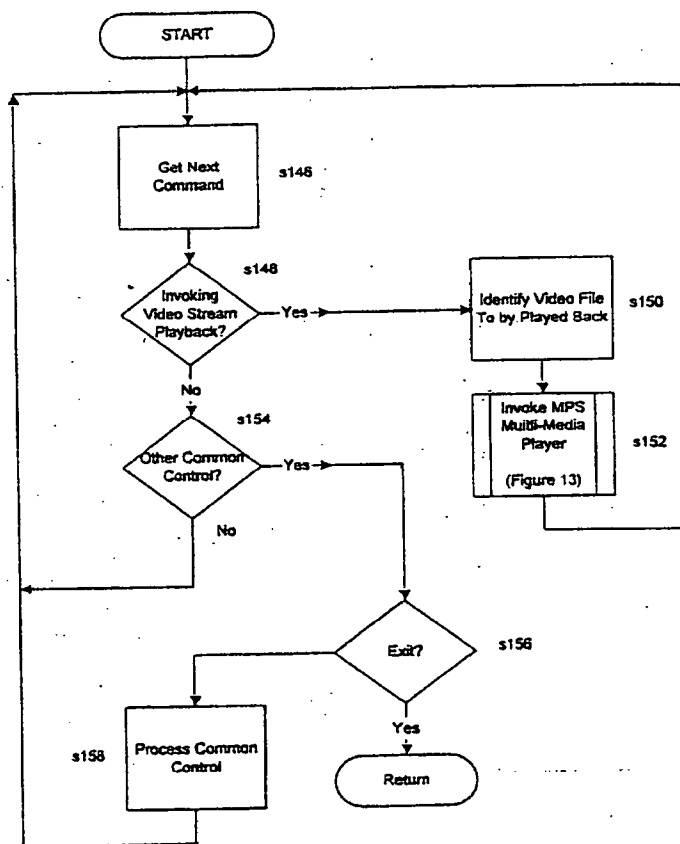 START
Get Next
Command
s146
s148
Invoking
Video Stream
Playback?
Yes
Identify Video File
To by Played Back
s150
No
s154
Invoke MPS
Multi-Media
Player
(Figure 13)
s152
Other Common
Control?
Yes
No
Exit?
s156
Yes
s158
Process Common
Control
Return